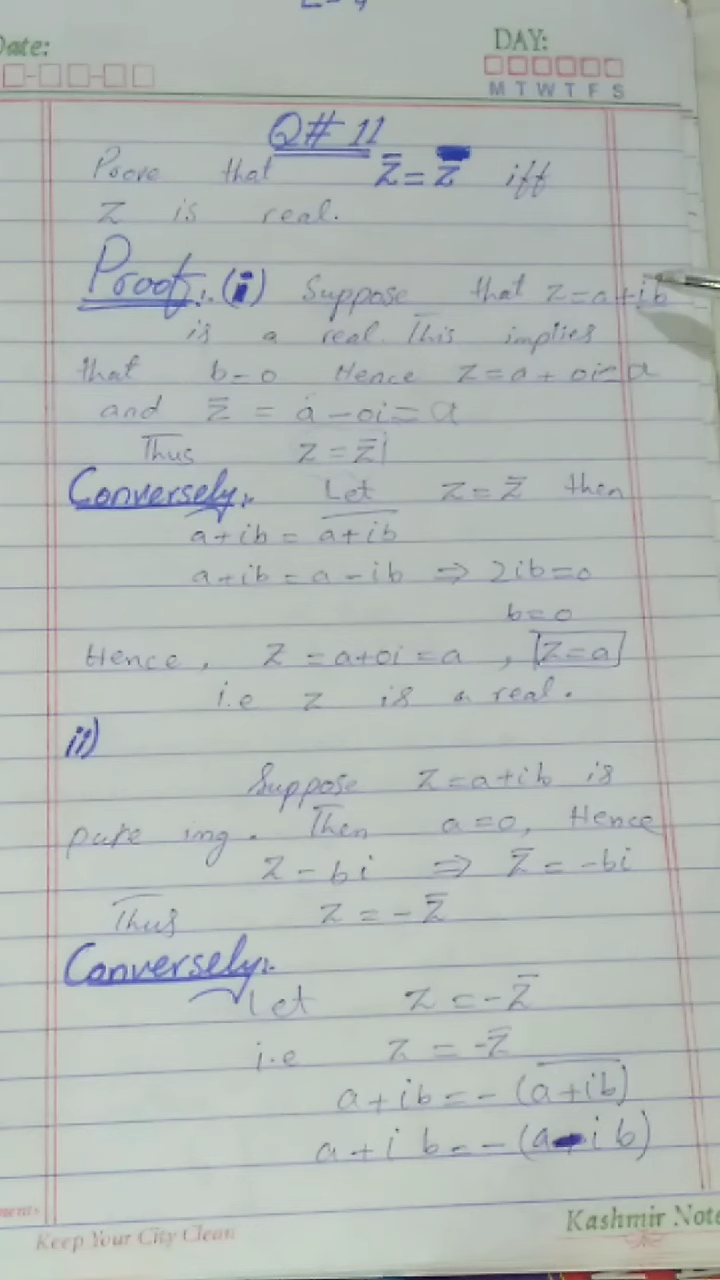 Date:
DAY:
M T W T F S
Q# 11
Prove that z̄ = z̄ iff
Z is real.
Proof:. (i) Suppose that z = a+ib
is a real. This implies
that b=0 Hence z = a + 0i = a
and z̄ = a - 0i = a
Thus z = z̄
Conversely:. Let z = z̄ then
a+ib = \overline{a+ib}
a+ib = a-ib ⇒ 2ib=0
b=0
Hence, z = a+0i = a, z=a
i.e z is a real.
ii)
Suppose z = a+ib is
pure img. Then a=0, Hence
z = bi ⇒ z̄ = -bi
Thus z = -z̄
Conversely:.
Let z = -z̄
i.e z = -z̄
a+ib = -(\overline{a+ib})
a+ib = -(a-ib)
Keep Your City Clean
Kashmir Note